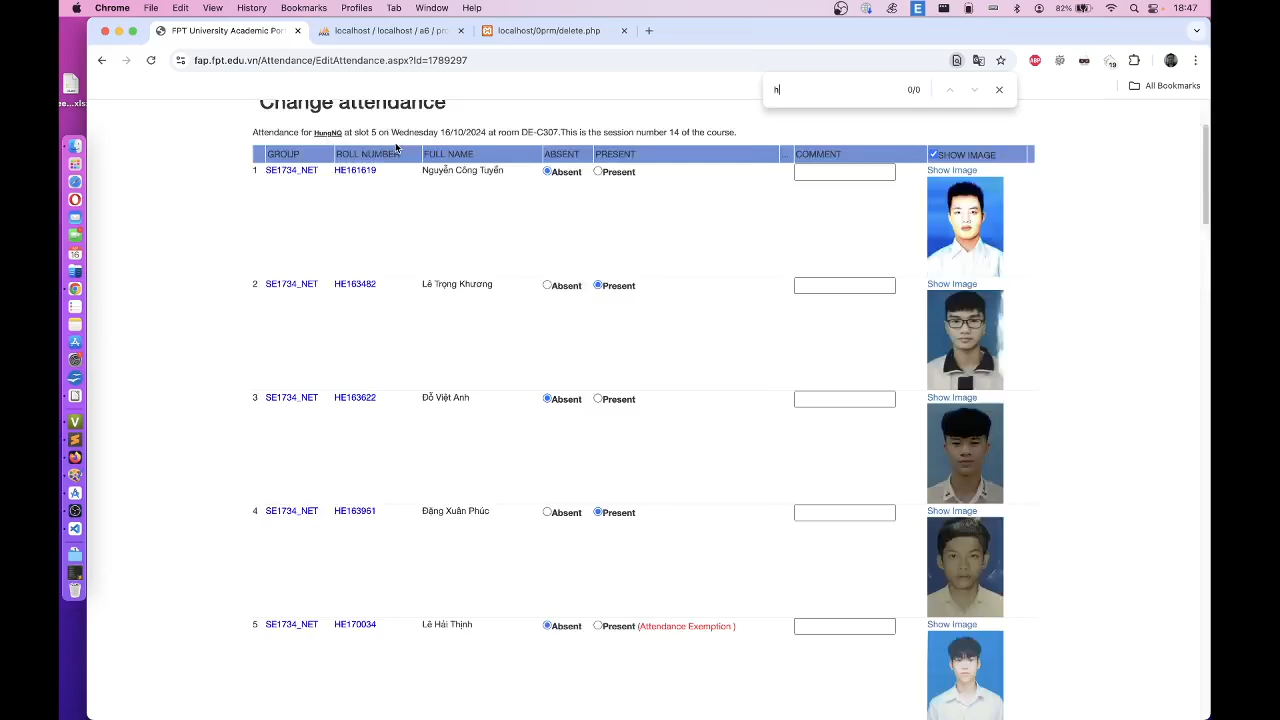 Chrome File Edit View History Bookmarks Profiles Tab Window Help 82% 18:47
FPT University Academic Por localhost / localhost / a6 / pro localhost/0prm/delete.php
fap.fpt.edu.vn/Attendance/EditAttendance.aspx?Id=1789297
h 0/0
All Bookmarks
Change attendance
Attendance for HungNQ at slot 5 on Wednesday 16/10/2024 at room DE-C307.This is the session number 14 of the course.
GROUP ROLL NUMBER FULL NAME ABSENT PRESENT ... COMMENT SHOW IMAGE
1 SE1734_NET HE161619 Nguyễn Công Tuyển Absent Present Show Image
2 SE1734_NET HE163482 Lê Trọng Khương Absent Present Show Image
3 SE1734_NET HE163622 Đỗ Việt Anh Absent Present Show Image
4 SE1734_NET HE163961 Đặng Xuân Phúc Absent Present Show Image
5 SE1734_NET HE170034 Lê Hải Thịnh Absent Present (Attendance Exemption ) Show Image